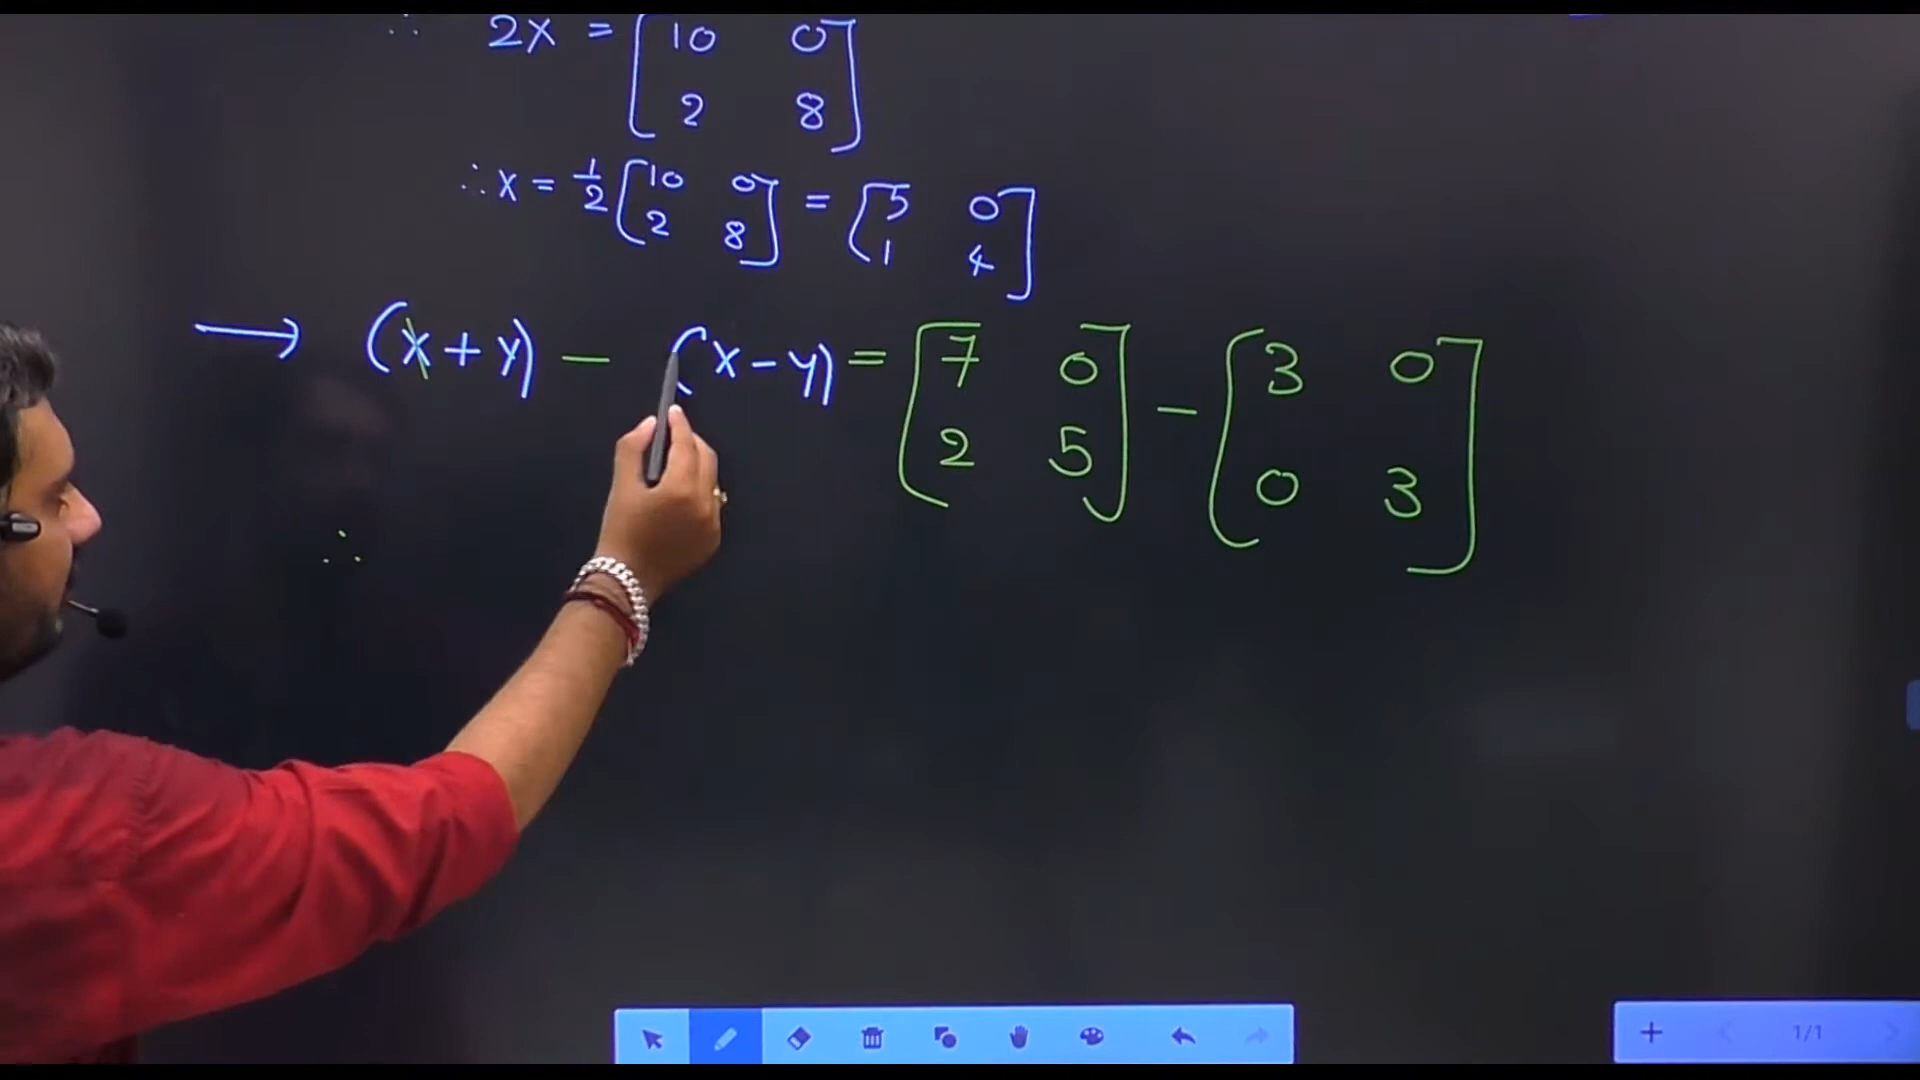 ∴ 2X = [10 0
2 8]
∴ X = 1/2 [10 0
2 8] = [5 0
1 4]
→ (X + Y) - (X - Y) = [7 0
2 5] - [3 0
0 3]
∴
1/1